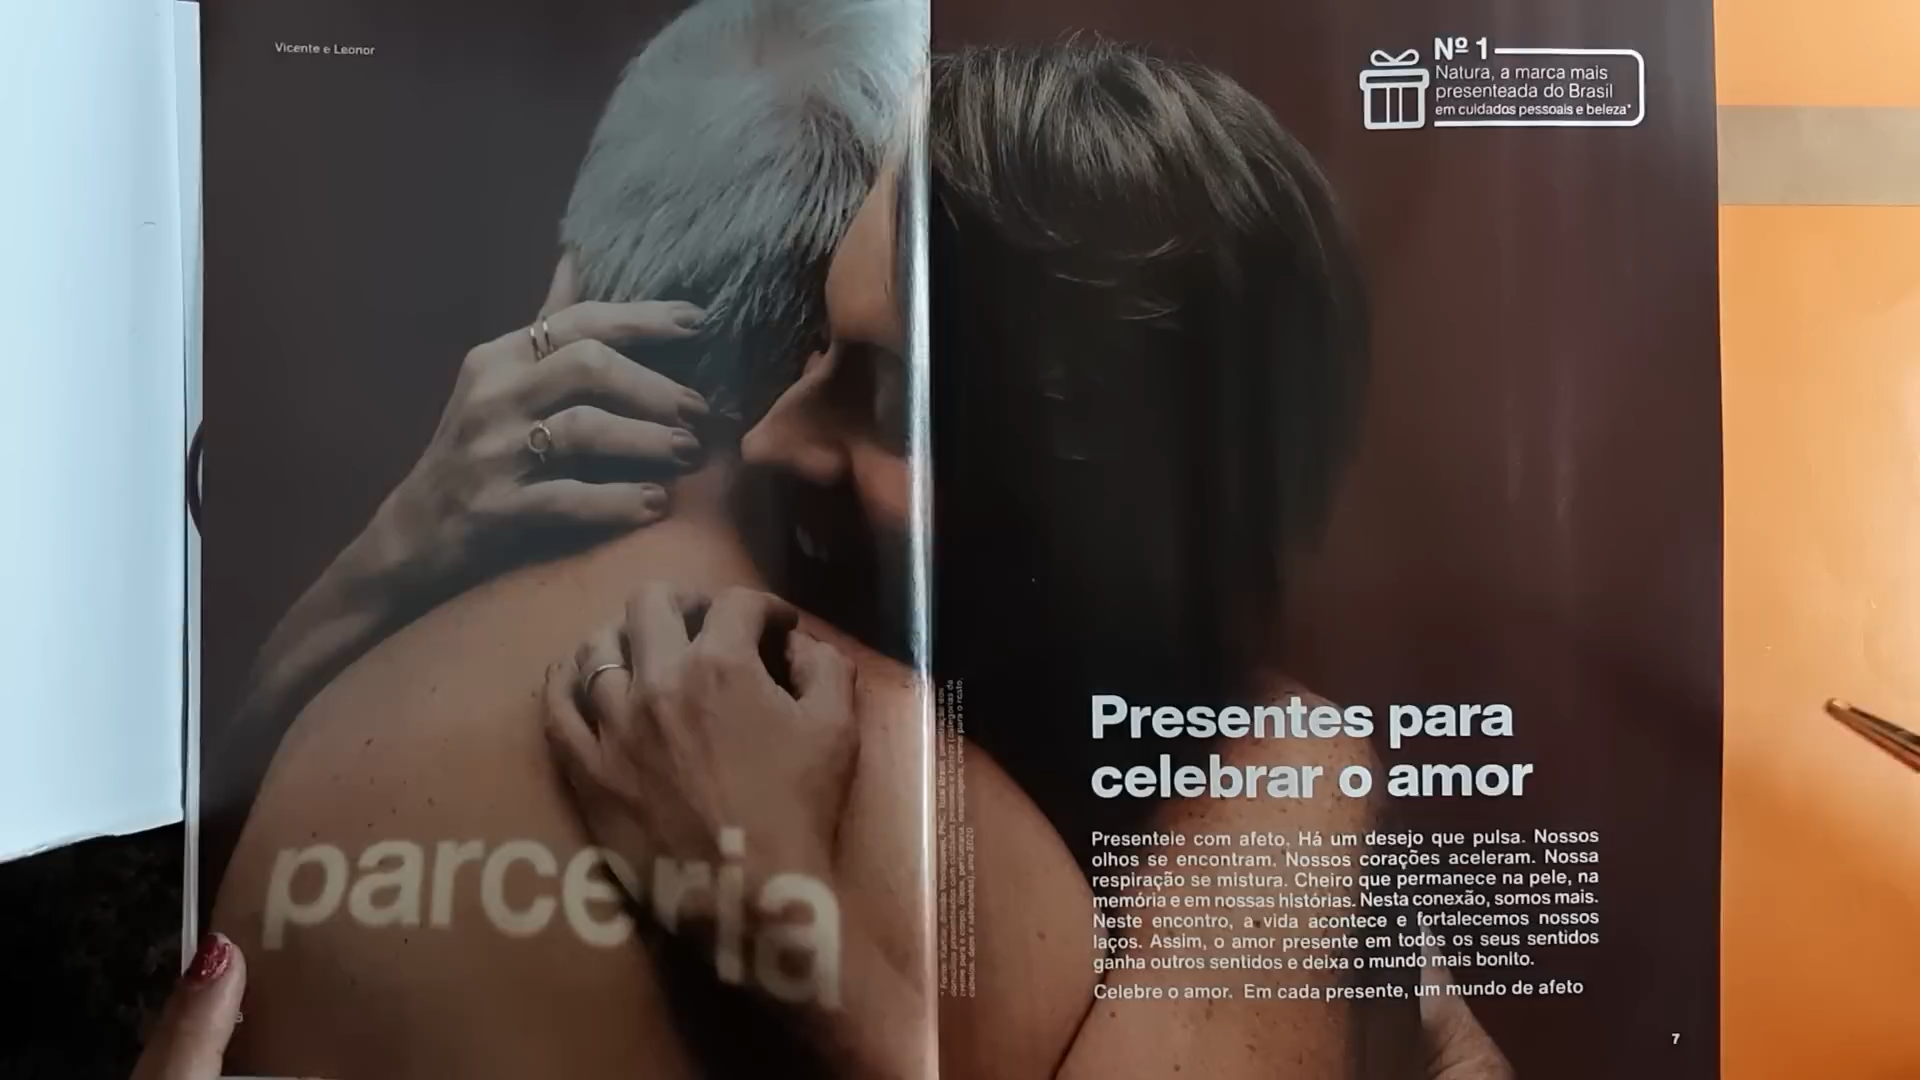 Vicente e Leonor
parceria
Nº 1
Natura, a marca mais
presenteada do Brasil
em cuidados pessoais e beleza*
Presentes para
celebrar o amor
Presenteie com afeto. Há um desejo que pulsa. Nossos
olhos se encontram. Nossos corações aceleram. Nossa
respiração se mistura. Cheiro que permanece na pele, na
memória e em nossas histórias. Nesta conexão, somos mais.
Neste encontro, a vida acontece e fortalecemos nossos
laços. Assim, o amor presente em todos os seus sentidos
ganha outros sentidos e deixa o mundo mais bonito.
Celebre o amor. Em cada presente, um mundo de afeto
7